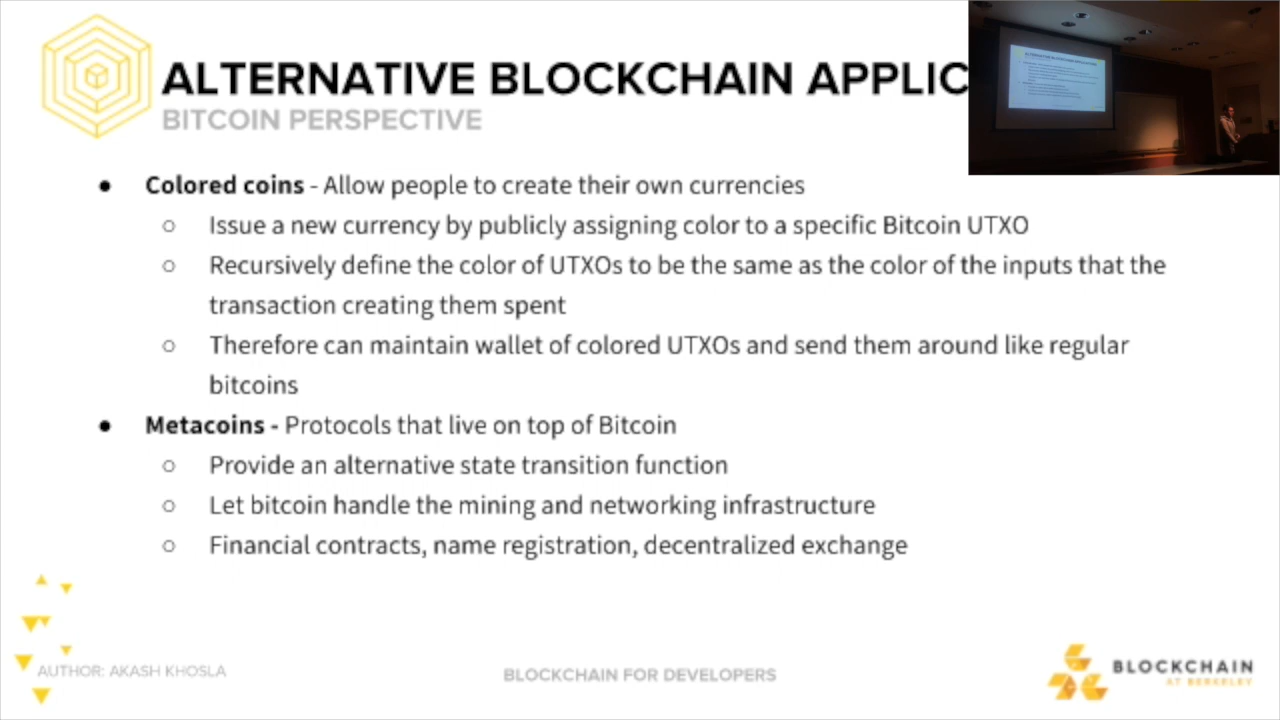 ALTERNATIVE BLOCKCHAIN APPLIC
BITCOIN PERSPECTIVE
● Colored coins - Allow people to create their own currencies
○ Issue a new currency by publicly assigning color to a specific Bitcoin UTXO
○ Recursively define the color of UTXOs to be the same as the color of the inputs that the
transaction creating them spent
○ Therefore can maintain wallet of colored UTXOs and send them around like regular
bitcoins
● Metacoins - Protocols that live on top of Bitcoin
○ Provide an alternative state transition function
○ Let bitcoin handle the mining and networking infrastructure
○ Financial contracts, name registration, decentralized exchange
AUTHOR: AKASH KHOSLA
BLOCKCHAIN FOR DEVELOPERS
BLOCKCHAIN
AT BERKELEY